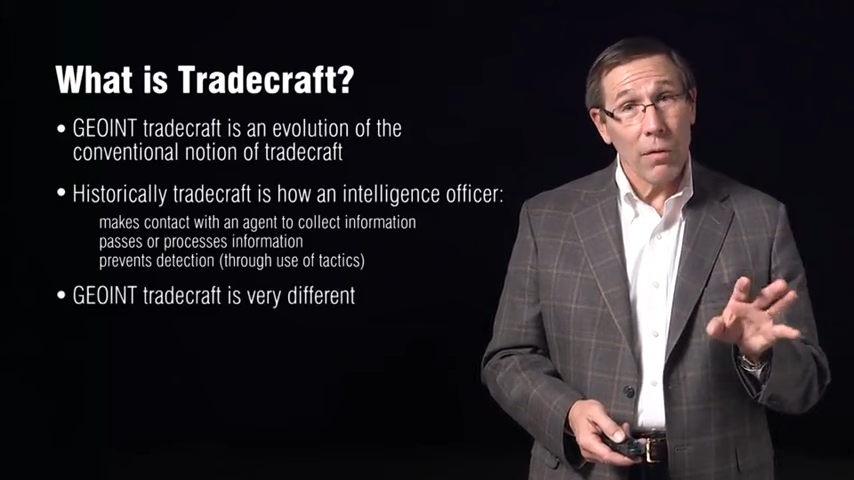 What is Tradecraft?
• GEOINT tradecraft is an evolution of the
conventional notion of tradecraft
• Historically tradecraft is how an intelligence officer:
makes contact with an agent to collect information
passes or processes information
prevents detection (through use of tactics)
• GEOINT tradecraft is very different